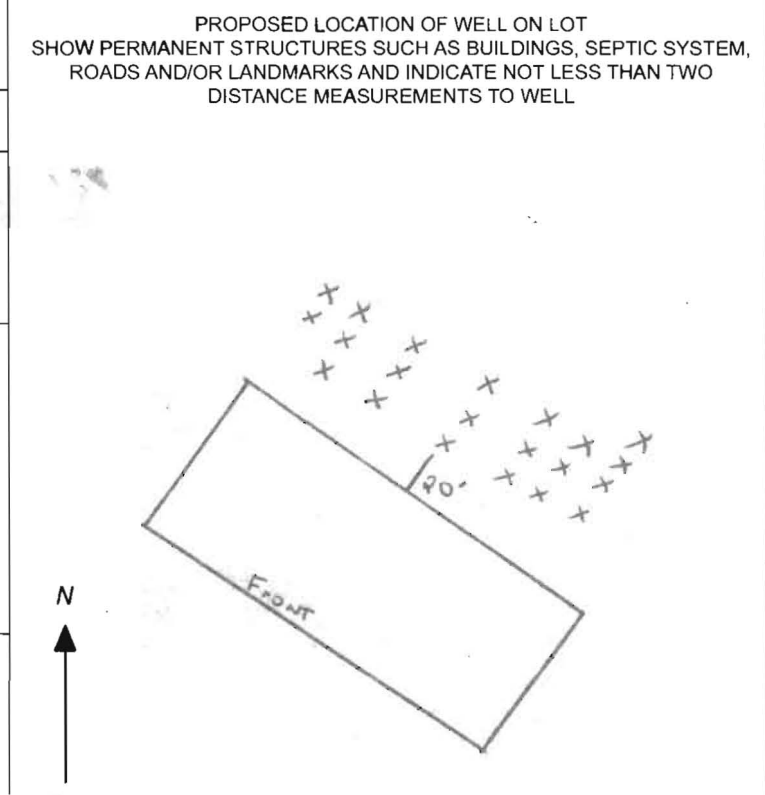 PROPOSED LOCATION OF WELL ON LOT
SHOW PERMANENT STRUCTURES SUCH AS BUILDINGS, SEPTIC SYSTEM,
ROADS AND/OR LANDMARKS AND INDICATE NOT LESS THAN TWO
DISTANCE MEASUREMENTS TO WELL
20'
FRONT
N